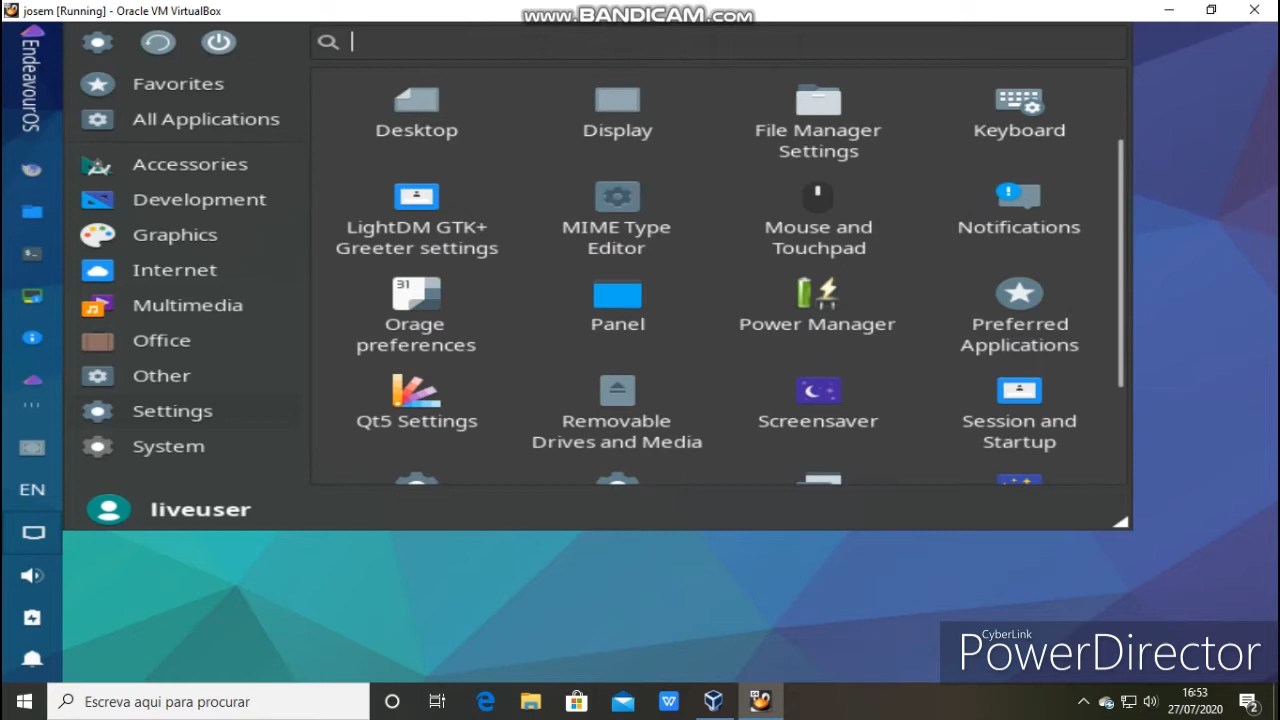 josem [Running] - Oracle VM VirtualBox
www.BANDICAM.com
EndeavourOS
Favorites
All Applications
Accessories
Development
Graphics
Internet
Multimedia
Office
Other
Settings
System
liveuser
Desktop
Display
File Manager
Settings
Keyboard
LightDM GTK+
Greeter settings
MIME Type
Editor
Mouse and
Touchpad
Notifications
31
Orage
preferences
Panel
Power Manager
Preferred
Applications
Qt5 Settings
Removable
Drives and Media
Screensaver
Session and
Startup
EN
CyberLink
PowerDirector
Escreva aqui para procurar
16:53
27/07/2020
2